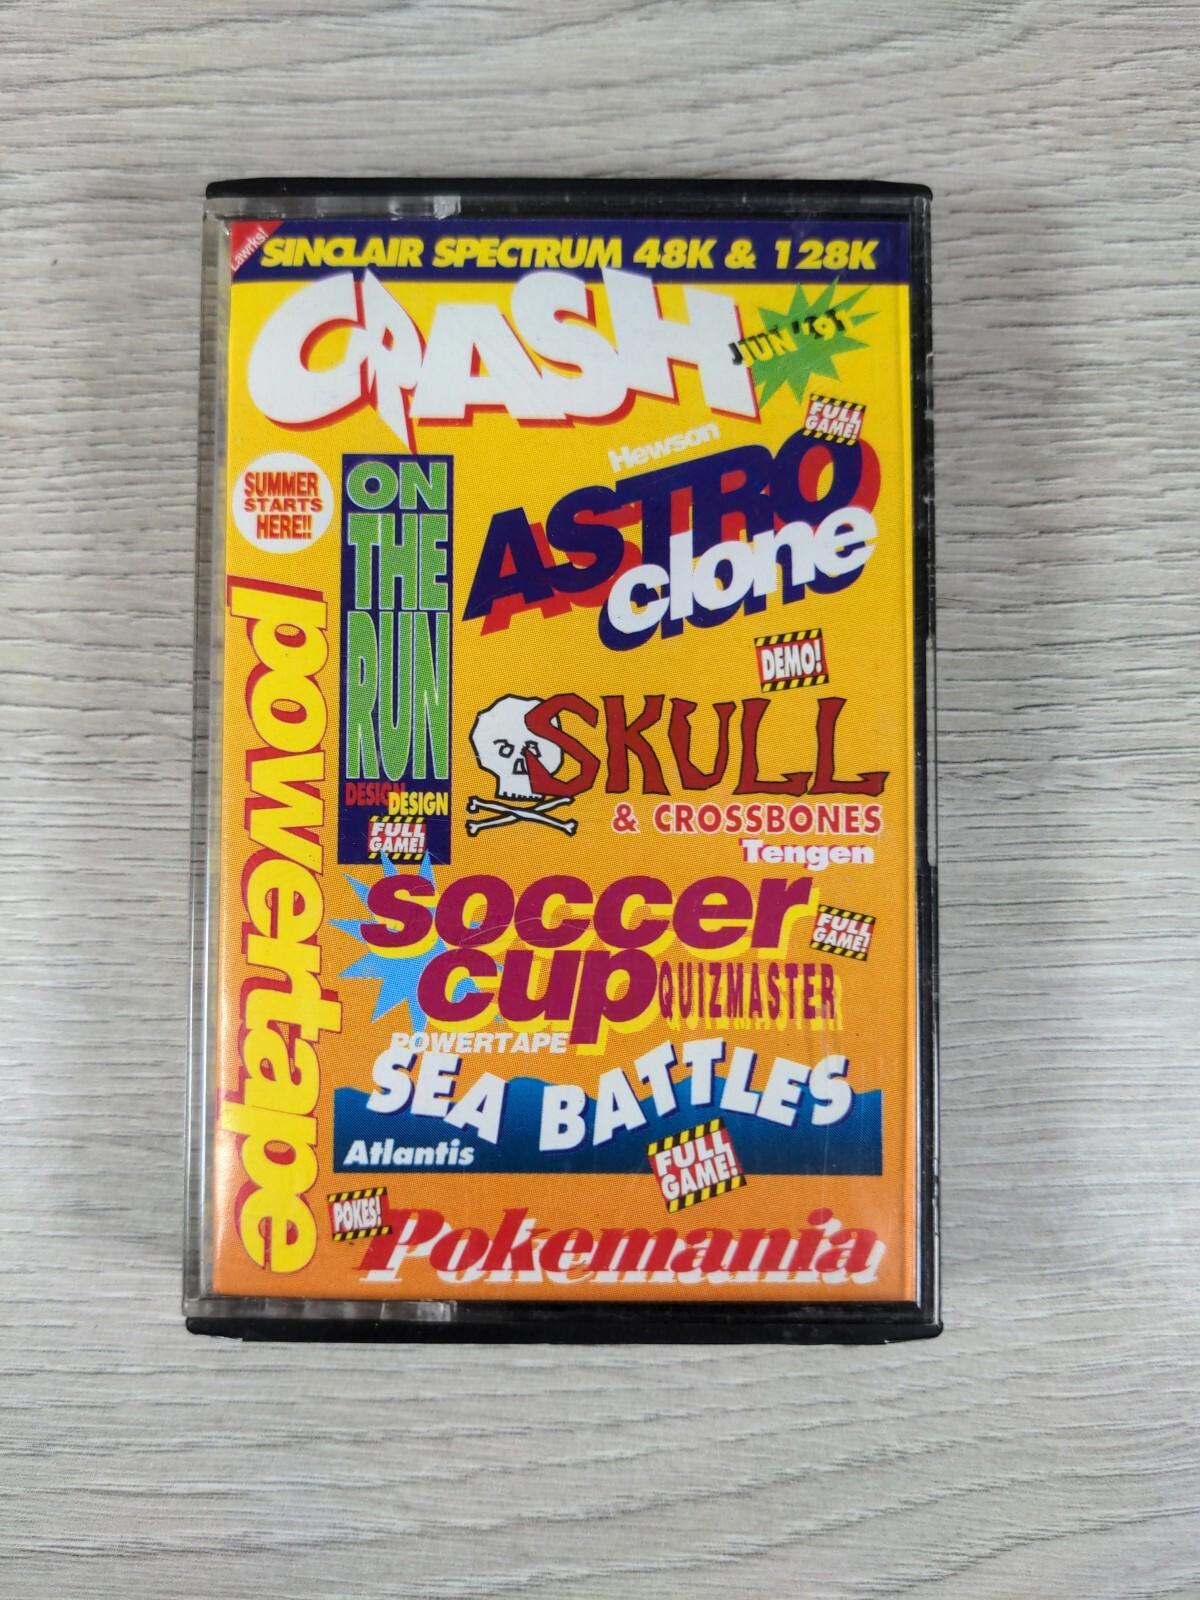 Lawrks!
SINCLAIR SPECTRUM 48K & 128K
CRASH
JUN '91
SUMMER
STARTS
HERE!!
powertape
ON
THE
RUN
DESIGN
DESIGN
FULL
GAME!
FULL
GAME!
Hewson
ASTRO
clone
DEMO!
SKULL
& CROSSBONES
Tengen
soccer
cup QUIZMASTER
FULL
GAME!
POWERTAPE
SEA BATTLES
Atlantis
FULL
GAME!
POKES!
Pokemania